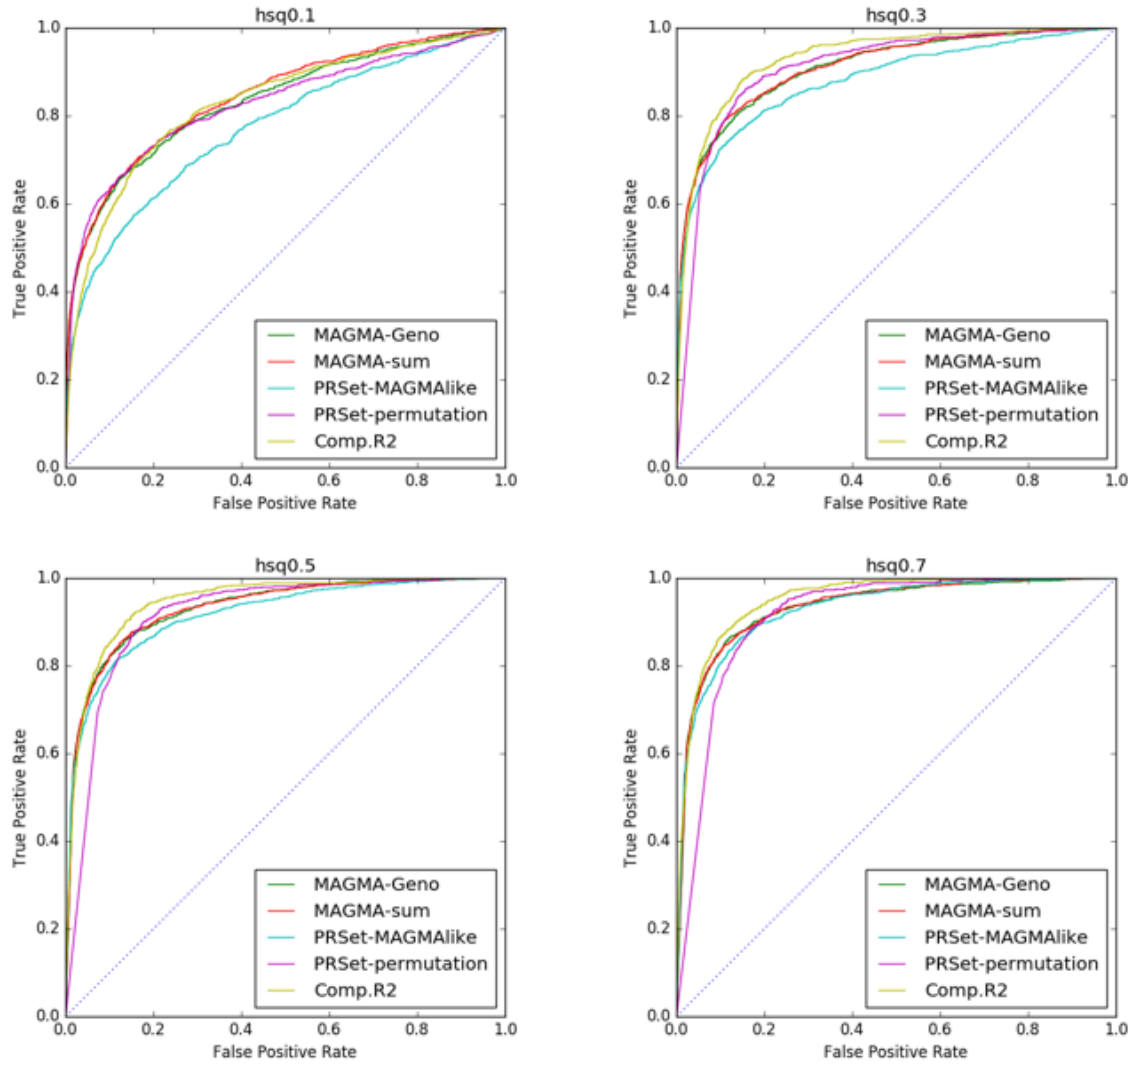 hsq0.1
1.0
0.8
0.6
0.4
0.2
0.0
True Positive Rate
MAGMA-Geno
MAGMA-sum
PRSet-MAGMAlike
PRSet-permutation
Comp.R2
0.0 0.2 0.4 0.6 0.8 1.0
False Positive Rate
hsq0.3
1.0
0.8
0.6
0.4
0.2
0.0
True Positive Rate
MAGMA-Geno
MAGMA-sum
PRSet-MAGMAlike
PRSet-permutation
Comp.R2
0.0 0.2 0.4 0.6 0.8 1.0
False Positive Rate
hsq0.5
1.0
0.8
0.6
0.4
0.2
0.0
True Positive Rate
MAGMA-Geno
MAGMA-sum
PRSet-MAGMAlike
PRSet-permutation
Comp.R2
0.0 0.2 0.4 0.6 0.8 1.0
False Positive Rate
hsq0.7
1.0
0.8
0.6
0.4
0.2
0.0
True Positive Rate
MAGMA-Geno
MAGMA-sum
PRSet-MAGMAlike
PRSet-permutation
Comp.R2
0.0 0.2 0.4 0.6 0.8 1.0
False Positive Rate